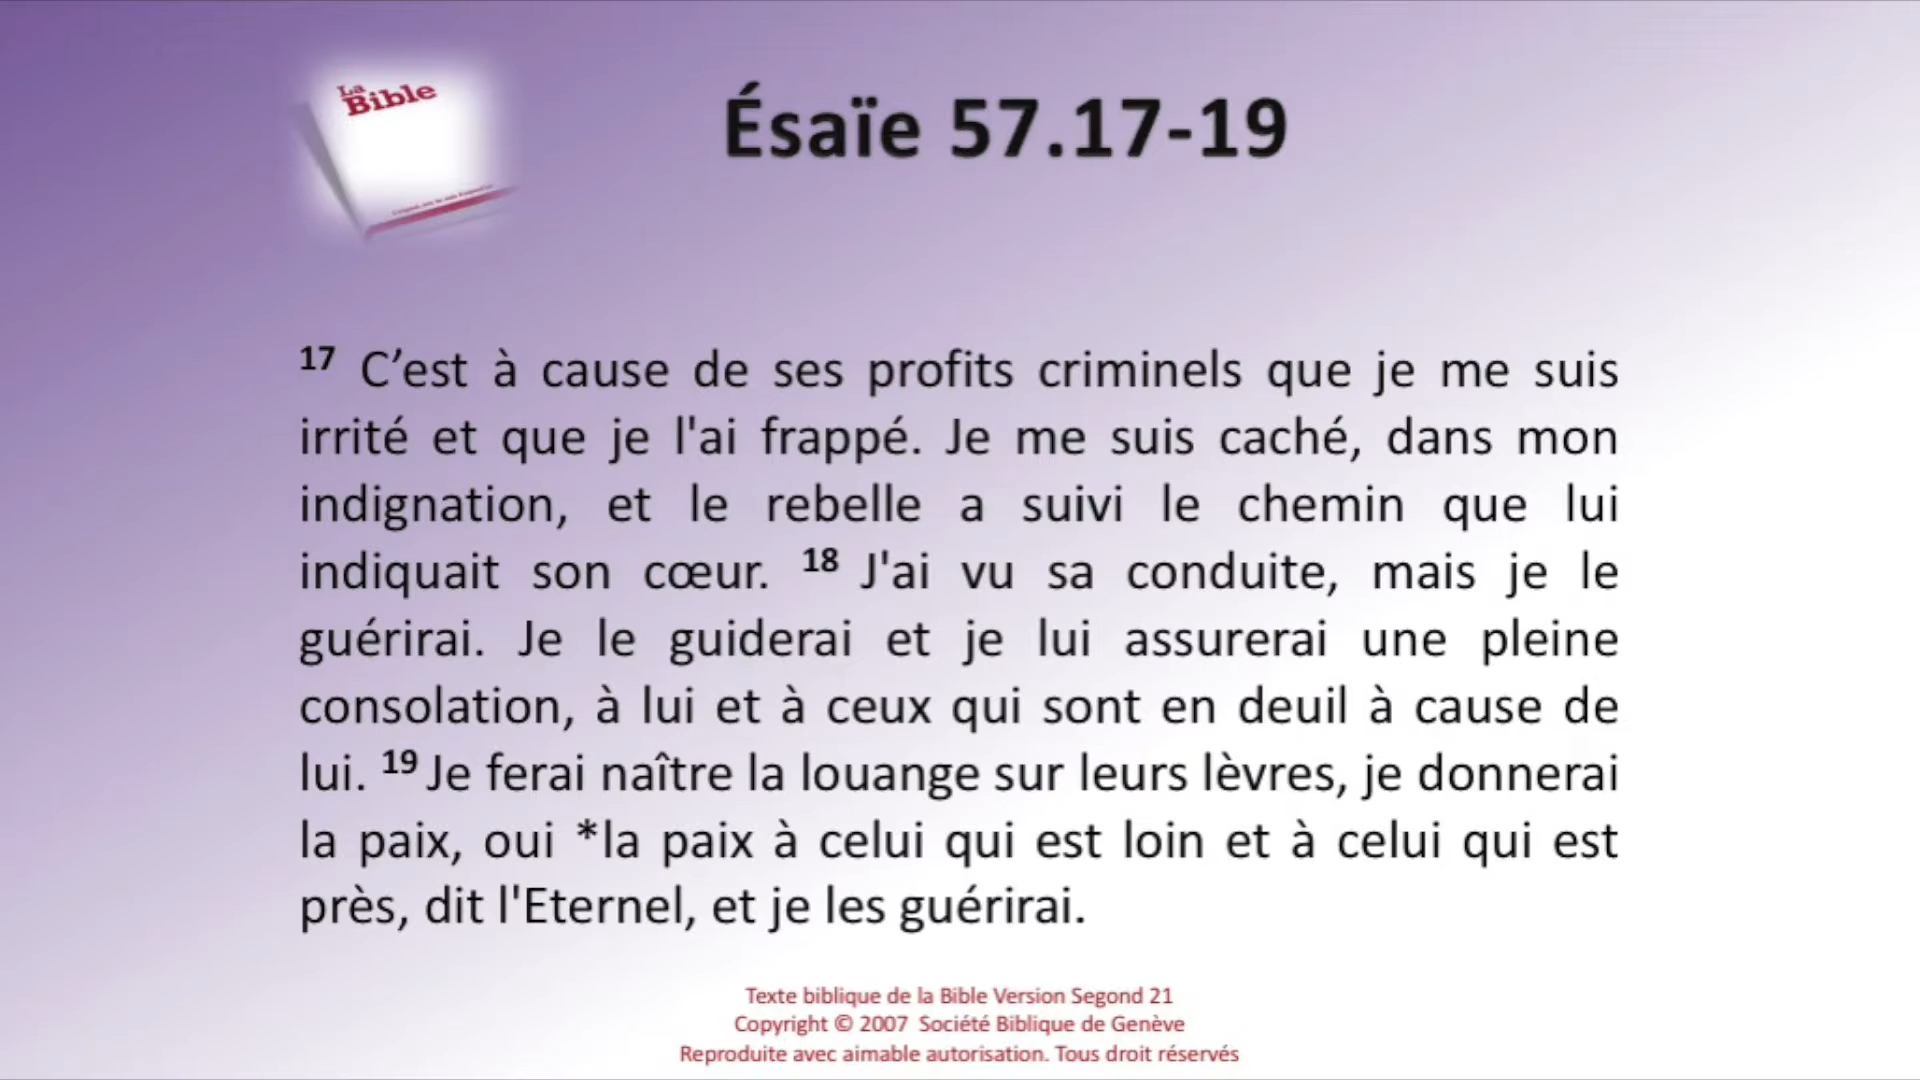 La
Bible
Ésaïe 57.17-19
17 C’est à cause de ses profits criminels que je me suis
irrité et que je l'ai frappé. Je me suis caché, dans mon
indignation, et le rebelle a suivi le chemin que lui
indiquait son cœur. 18 J'ai vu sa conduite, mais je le
guérirai. Je le guiderai et je lui assurerai une pleine
consolation, à lui et à ceux qui sont en deuil à cause de
lui. 19 Je ferai naître la louange sur leurs lèvres, je donnerai
la paix, oui *la paix à celui qui est loin et à celui qui est
près, dit l'Eternel, et je les guérirai.
Texte biblique de la Bible Version Segond 21
Copyright © 2007 Société Biblique de Genève
Reproduite avec aimable autorisation. Tous droit réservés